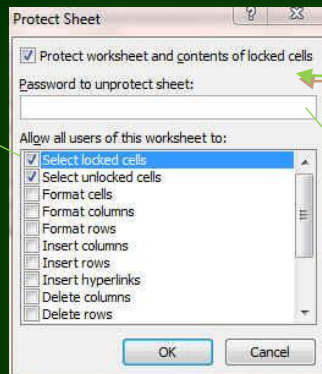 Protect Sheet
Protect worksheet and contents of locked cells
Password to unprotect sheet:
Allow all users of this worksheet to:
Select locked cells
Select unlocked cells
Format cells
Format columns
Format rows
Insert columns
Insert rows
Insert hyperlinks
Delete columns
Delete rows
OK Cancel